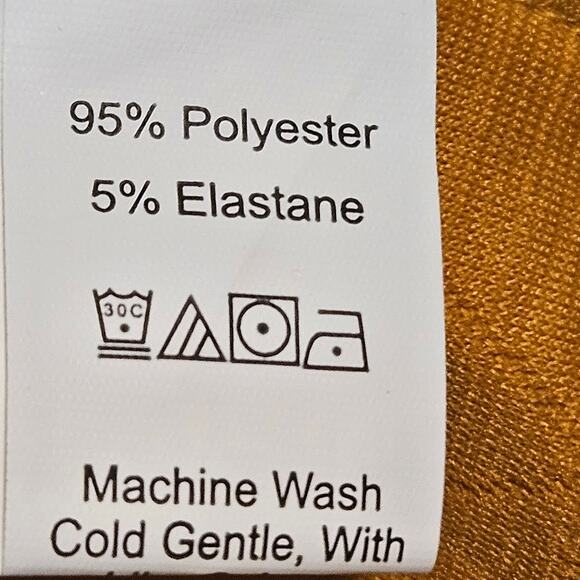 95% Polyester
5% Elastane
30C
Machine Wash
Cold Gentle, With